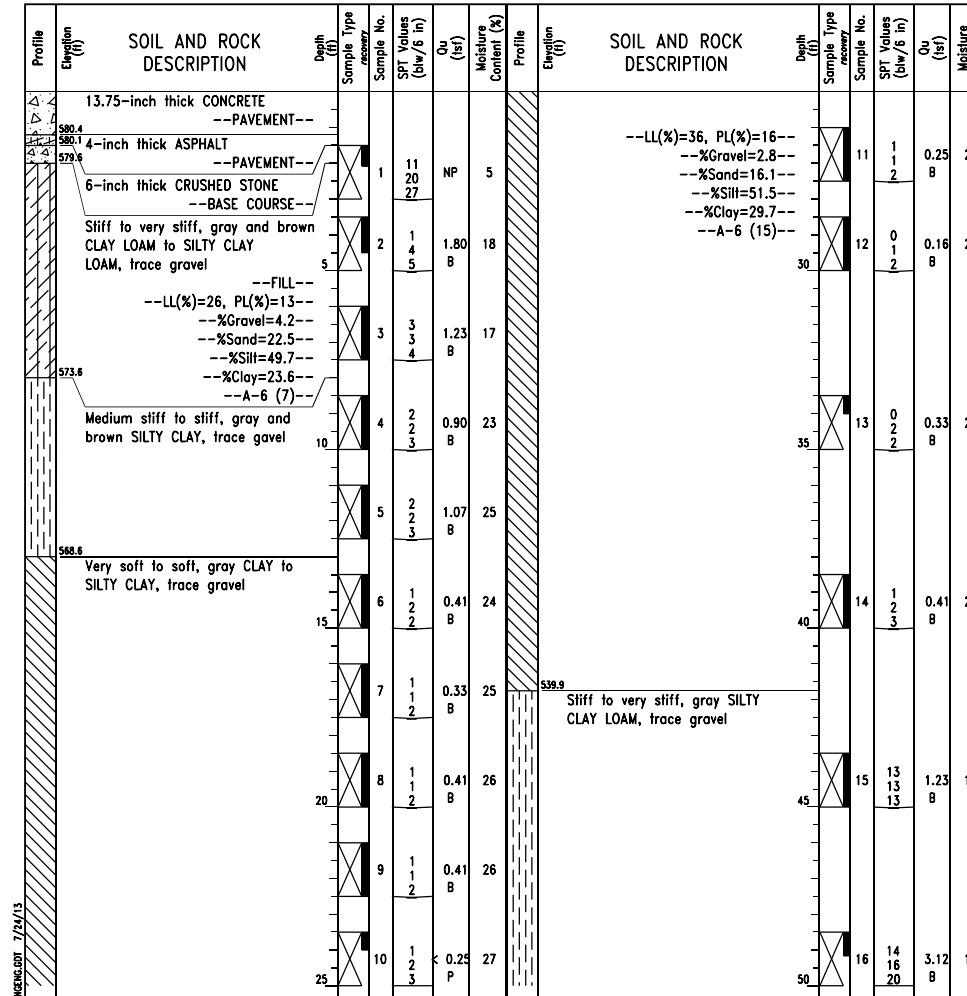 Profile
Elevation (ft)
SOIL AND ROCK
DESCRIPTION
Depth (ft)
Sample Type
recovery
Sample No.
SPT Values (blw/6 in)
Qu (tsf)
Moisture Content (%)
Profile
Elevation (ft)
SOIL AND ROCK
DESCRIPTION
Depth (ft)
Sample Type
recovery
Sample No.
SPT Values (blw/6 in)
Qu (tsf)
Moisture
13.75-inch thick CONCRETE
--PAVEMENT--
580.4
580.1
4-inch thick ASPHALT
--PAVEMENT--
579.6
6-inch thick CRUSHED STONE
--BASE COURSE--
Stiff to very stiff, gray and brown
CLAY LOAM to SILTY CLAY
LOAM, trace gravel
--FILL--
--LL(%)=26, PL(%)=13--
--%Gravel=4.2--
--%Sand=22.5--
--%Silt=49.7--
--%Clay=23.6--
--A-6 (7)--
573.6
Medium stiff to stiff, gray and
brown SILTY CLAY, trace gavel
568.6
Very soft to soft, gray CLAY to
SILTY CLAY, trace gravel
5
10
15
20
25
1
11
20
27
NP
5
2
1
4
5
1.80
B
18
3
3
3
4
1.23
B
17
4
2
2
3
0.90
B
23
5
2
2
3
1.07
B
25
6
1
2
2
0.41
B
24
7
1
1
2
0.33
B
25
8
1
1
2
0.41
B
26
9
1
1
2
0.41
B
26
10
1
2
3
< 0.25
P
27
--LL(%)=36, PL(%)=16--
--%Gravel=2.8--
--%Sand=16.1--
--%Silt=51.5--
--%Clay=29.7--
--A-6 (15)--
539.9
Stiff to very stiff, gray SILTY
CLAY LOAM, trace gravel
30
35
40
45
50
11
1
1
2
0.25
B
2
12
0
1
2
0.16
B
2
13
0
2
2
0.33
B
2
14
1
2
3
0.41
B
2
15
13
13
13
1.23
B
1
16
14
16
20
3.12
B
1
NGENG.GDT 7/24/13